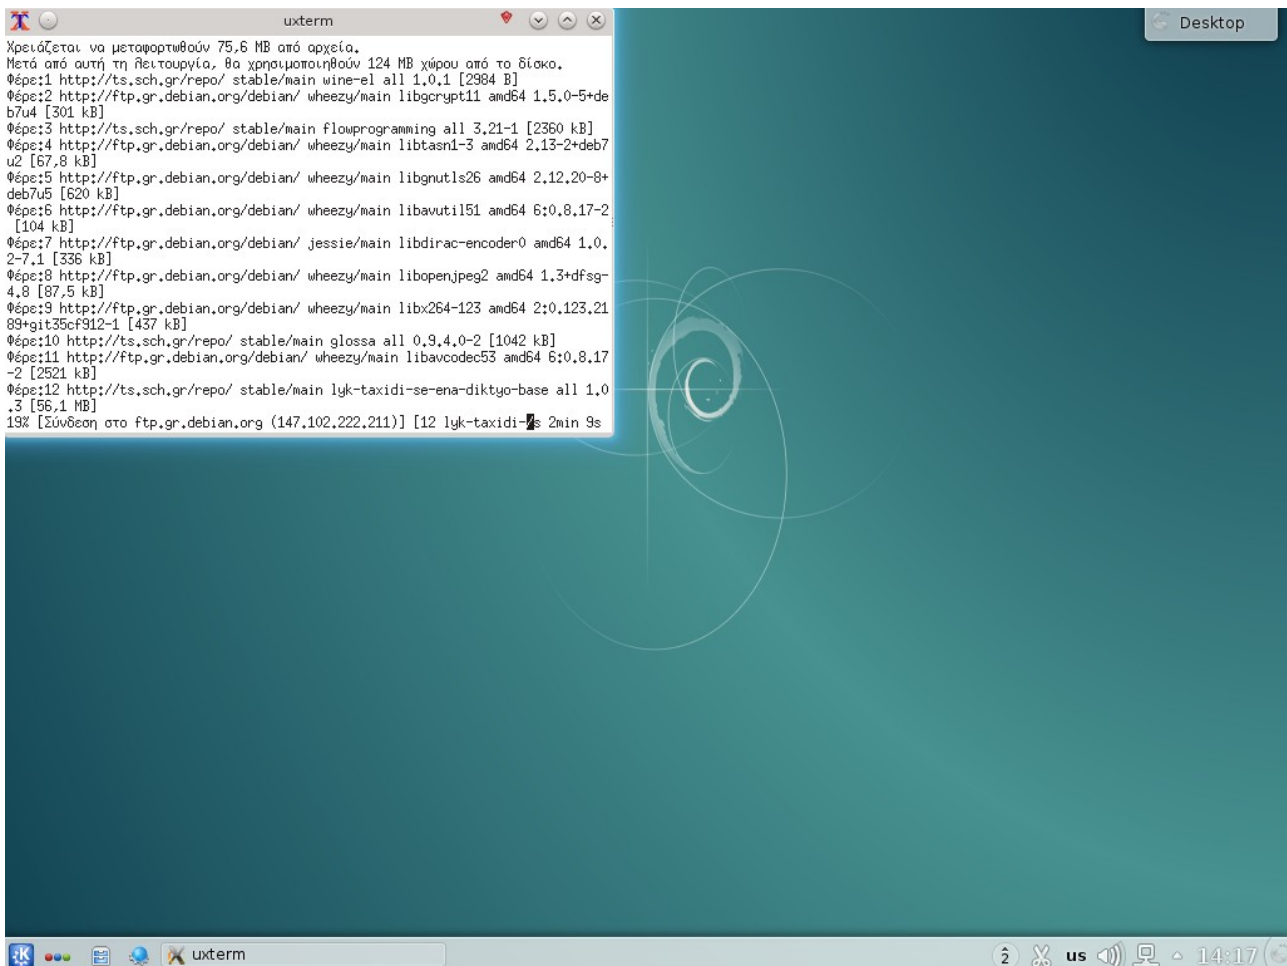 uxterm
Desktop
Χρειάζεται να μεταφορτωθούν 75,6 MB από αρχεία.
Μετά από αυτή τη λειτουργία, θα χρησιμοποιηθούν 124 MB χώρου από το δίσκο.
Φέρε:1 http://ts.sch.gr/repo/ stable/main wine-el all 1.0.1 [2984 B]
Φέρε:2 http://ftp.gr.debian.org/debian/ wheezy/main libgcrypt11 amd64 1.5.0-5+de
b7u4 [301 kB]
Φέρε:3 http://ts.sch.gr/repo/ stable/main flowprogramming all 3.21-1 [2360 kB]
Φέρε:4 http://ftp.gr.debian.org/debian/ wheezy/main libtasn1-3 amd64 2.13-2+deb7
u2 [67,8 kB]
Φέρε:5 http://ftp.gr.debian.org/debian/ wheezy/main libgnutls26 amd64 2.12.20-8+
deb7u5 [620 kB]
Φέρε:6 http://ftp.gr.debian.org/debian/ wheezy/main libavutil51 amd64 6:0.8.17-2
[104 kB]
Φέρε:7 http://ftp.gr.debian.org/debian/ jessie/main libdirac-encoder0 amd64 1.0.
2-7.1 [336 kB]
Φέρε:8 http://ftp.gr.debian.org/debian/ wheezy/main libopenjpeg2 amd64 1.3+dfsg-
4.8 [87,5 kB]
Φέρε:9 http://ftp.gr.debian.org/debian/ wheezy/main libx264-123 amd64 2:0.123.21
89+git35cf912-1 [437 kB]
Φέρε:10 http://ts.sch.gr/repo/ stable/main glossa all 0.9.4.0-2 [1042 kB]
Φέρε:11 http://ftp.gr.debian.org/debian/ wheezy/main libavcodec53 amd64 6:0.8.17
-2 [2521 kB]
Φέρε:12 http://ts.sch.gr/repo/ stable/main lyk-taxidi-se-ena-diktyo-base all 1.0
.3 [56,1 MB]
19% [Σύνδεση στο ftp.gr.debian.org (147.102.222.211)] [12 lyk-taxidi-/s 2min 9s
uxterm
2
us
14:17